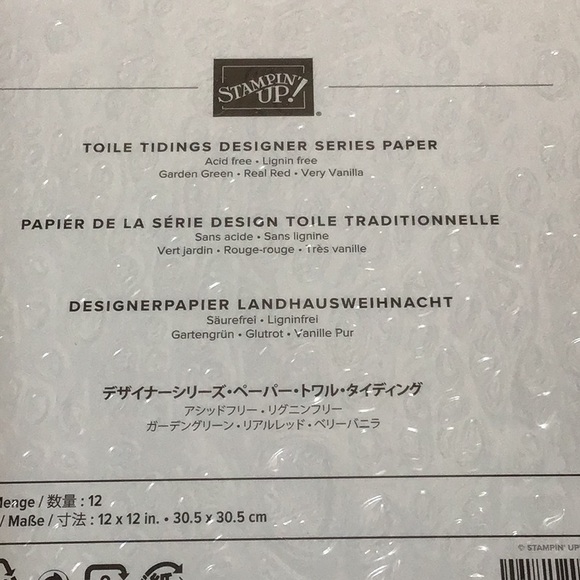 STAMPIN' UP!®
TOILE TIDINGS DESIGNER SERIES PAPER
Acid free • Lignin free
Garden Green • Real Red • Very Vanilla
PAPIER DE LA SÉRIE DESIGN TOILE TRADITIONNELLE
Sans acide • Sans lignine
Vert jardin • Rouge-rouge • Très vanille
DESIGNERPAPIER LANDHAUSWEIHNACHT
Säurefrei • Ligninfrei
Gartengrün • Glutrot • Vanille Pur
デザイナーシリーズ・ペーパー・トワル・タイディング
アシッドフリー・リグニンフリー
ガーデングリーン・リアルレッド・ベリーバニラ
/ 数量 : 12
/ Maße / 寸法 : 12 x 12 in. • 30.5 x 30.5 cm
© STAMPIN' UP